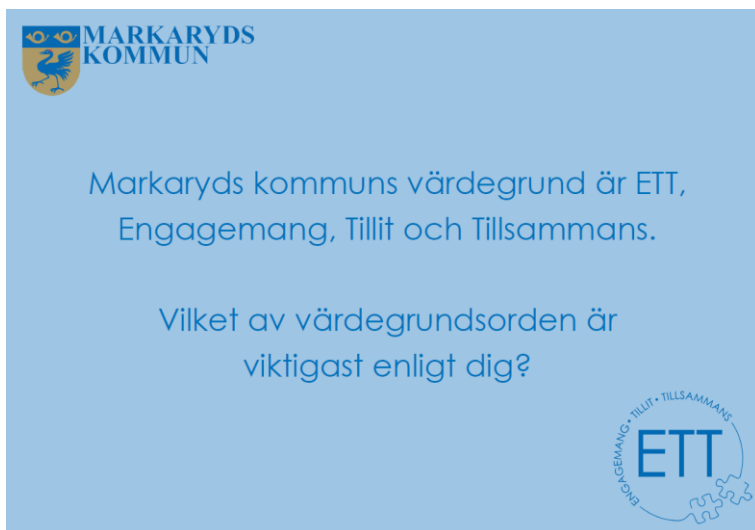 MARKARYDS
KOMMUN
Markaryds kommuns värdegrund är ETT,
Engagemang, Tillit och Tillsammans.
Vilket av värdegrundsorden är
viktigast enligt dig?
ENGAGEMANG • TILLIT • TILLSAMMANS
ETT